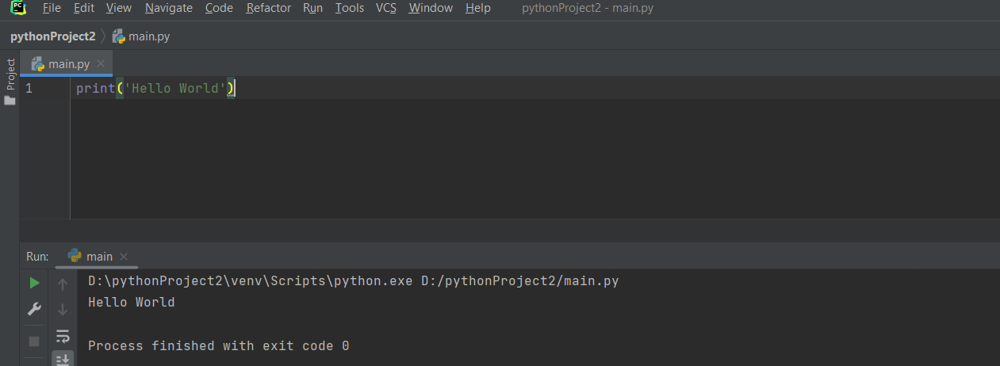 PC File Edit View Navigate Code Refactor Run Tools VCS Window Help pythonProject2 - main.py
pythonProject2 main.py
Project
main.py
1 print('Hello World')
Run: main
D:\pythonProject2\venv\Scripts\python.exe D:/pythonProject2/main.py
Hello World
Process finished with exit code 0